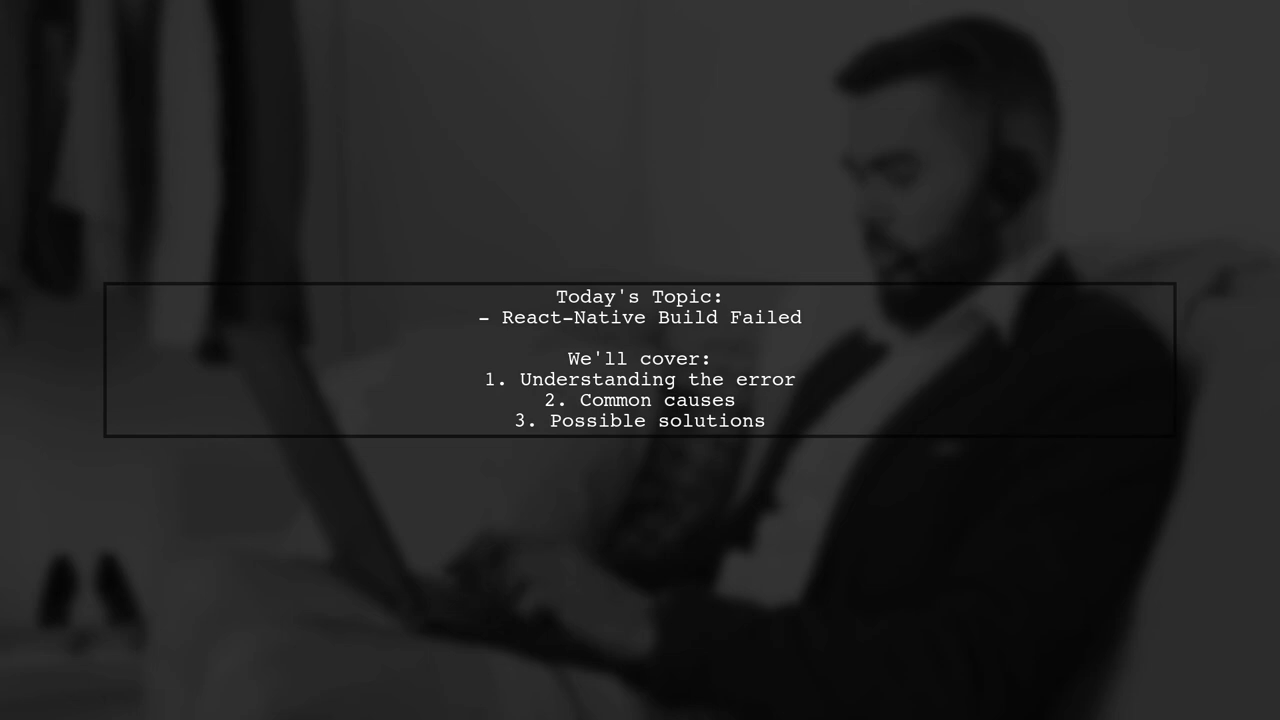 Today's Topic:
- React-Native Build Failed
We'll cover:
1. Understanding the error
2. Common causes
3. Possible solutions